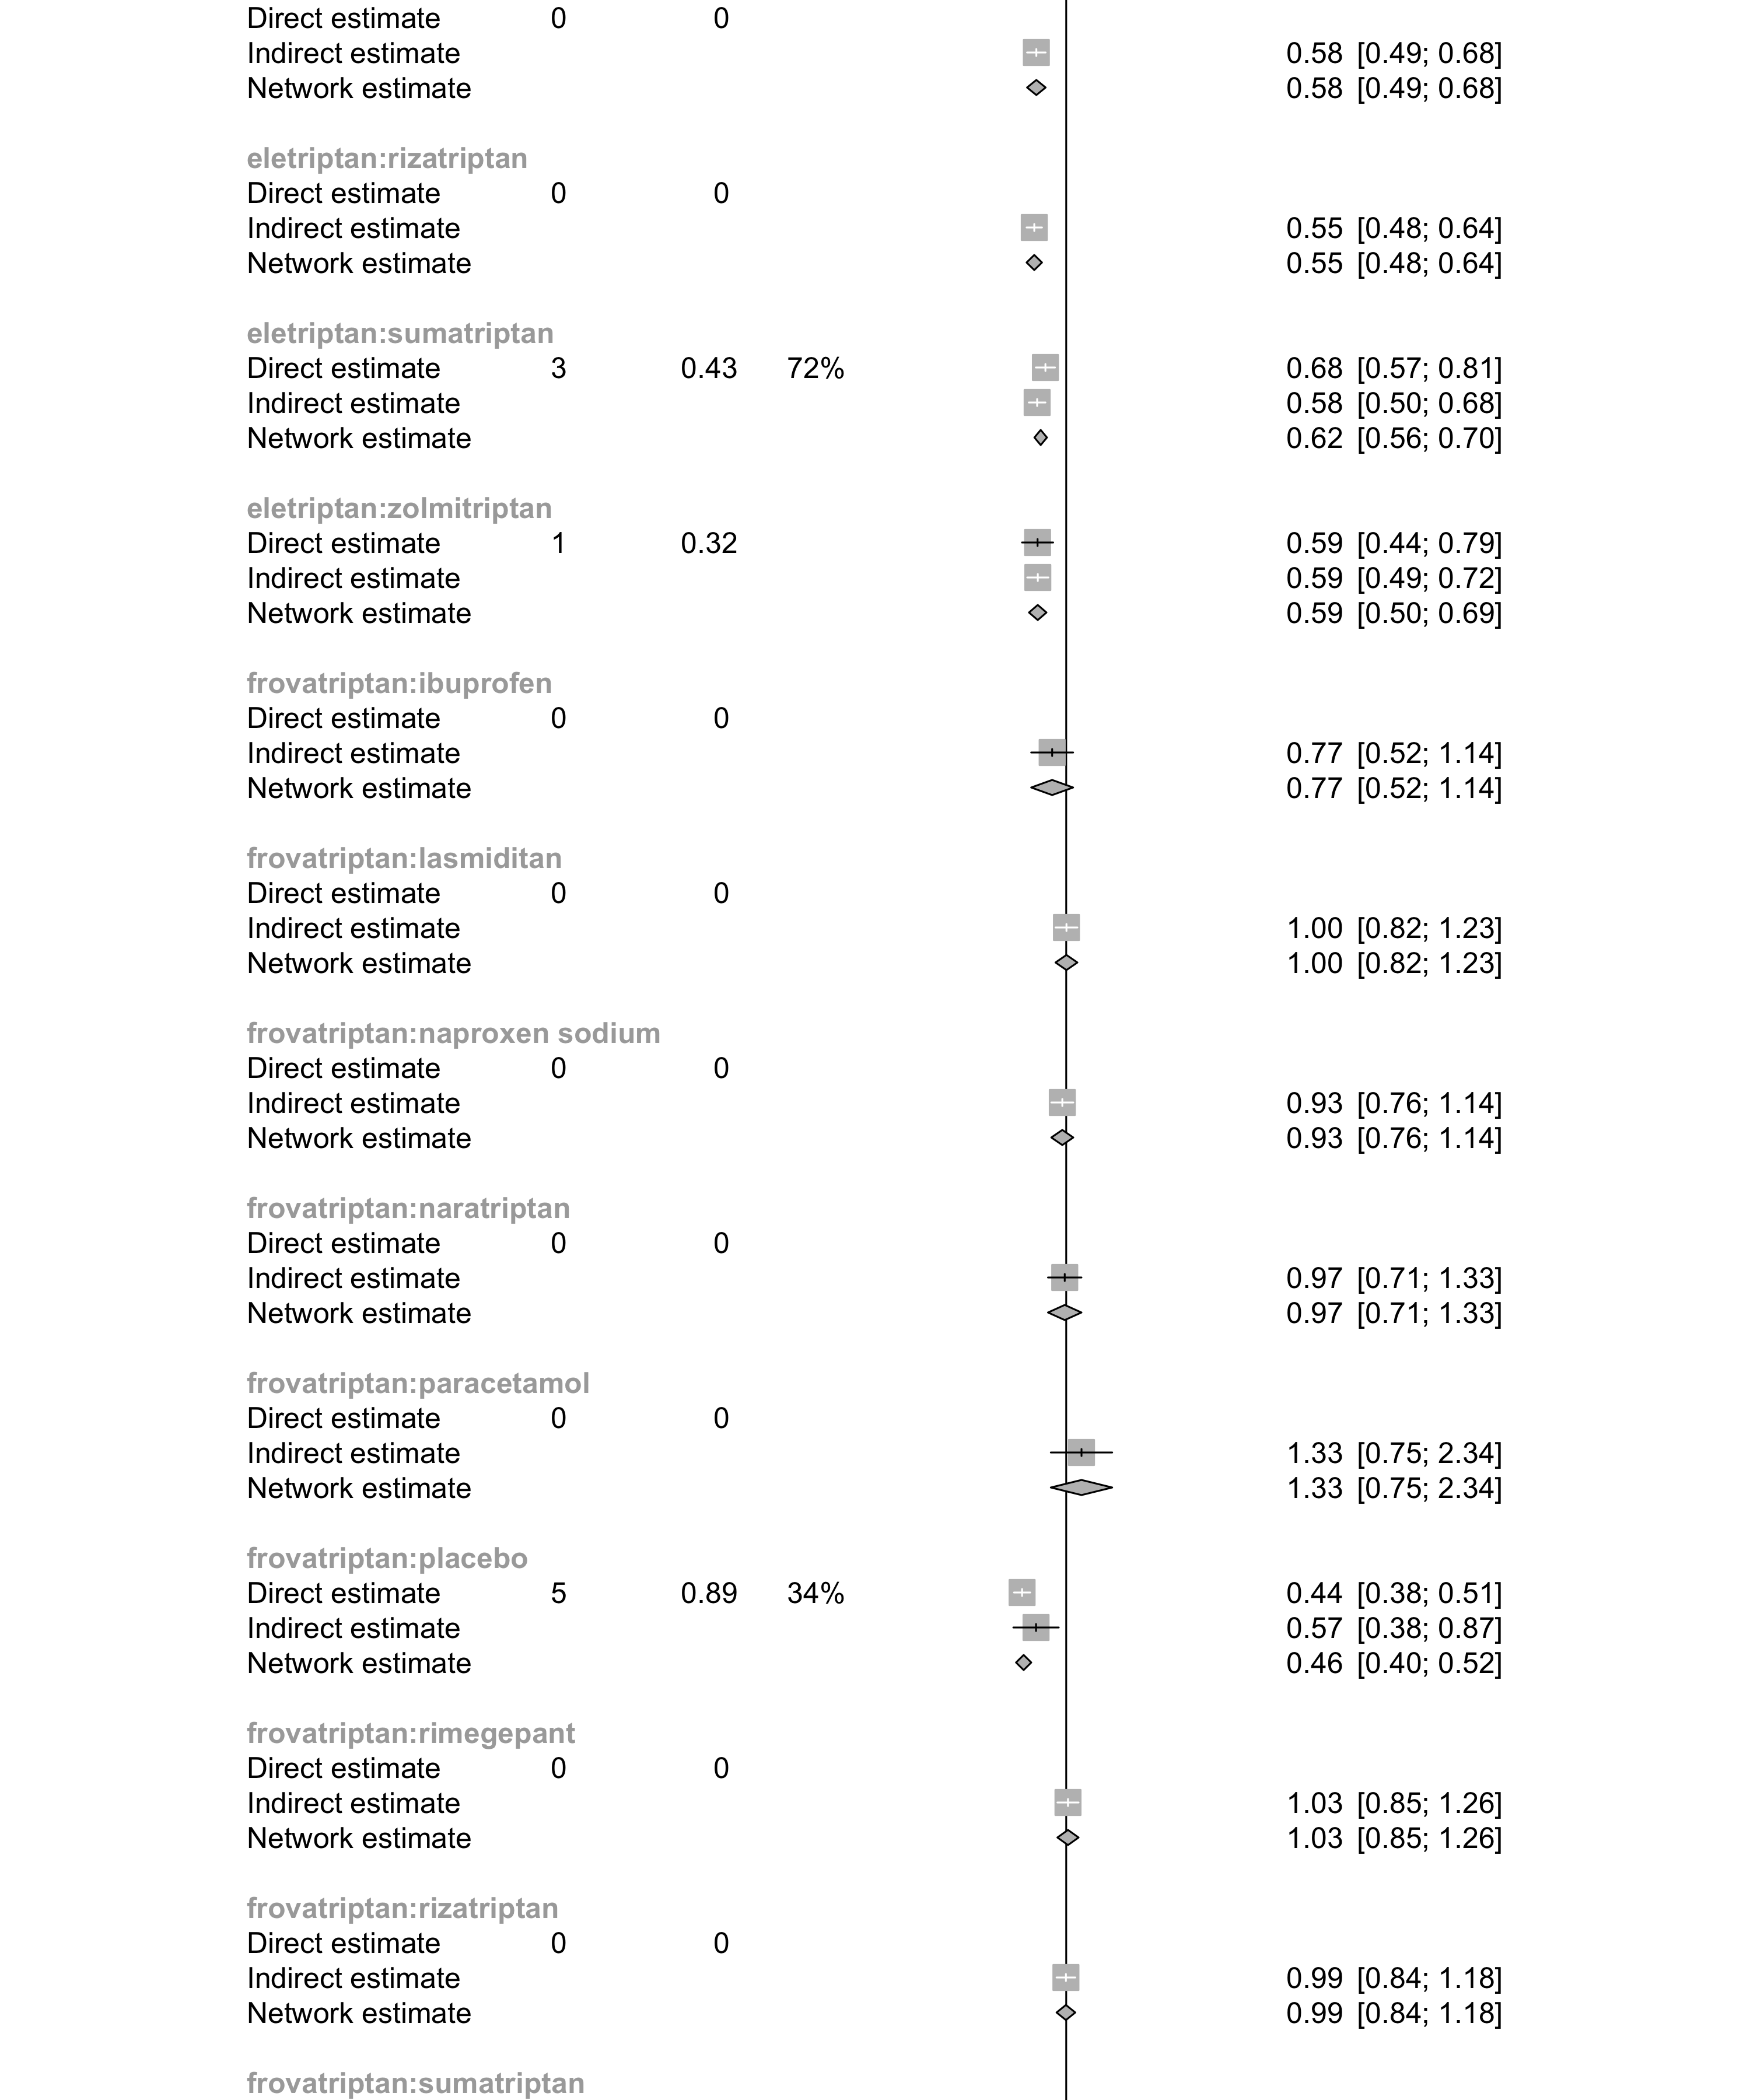 Direct estimate 0 0
Indirect estimate 0.58 [0.49; 0.68]
Network estimate 0.58 [0.49; 0.68]
eletriptan:rizatriptan
Direct estimate 0 0
Indirect estimate 0.55 [0.48; 0.64]
Network estimate 0.55 [0.48; 0.64]
eletriptan:sumatriptan
Direct estimate 3 0.43 72% 0.68 [0.57; 0.81]
Indirect estimate 0.58 [0.50; 0.68]
Network estimate 0.62 [0.56; 0.70]
eletriptan:zolmitriptan
Direct estimate 1 0.32 0.59 [0.44; 0.79]
Indirect estimate 0.59 [0.49; 0.72]
Network estimate 0.59 [0.50; 0.69]
frovatriptan:ibuprofen
Direct estimate 0 0
Indirect estimate 0.77 [0.52; 1.14]
Network estimate 0.77 [0.52; 1.14]
frovatriptan:lasmiditan
Direct estimate 0 0
Indirect estimate 1.00 [0.82; 1.23]
Network estimate 1.00 [0.82; 1.23]
frovatriptan:naproxen sodium
Direct estimate 0 0
Indirect estimate 0.93 [0.76; 1.14]
Network estimate 0.93 [0.76; 1.14]
frovatriptan:naratriptan
Direct estimate 0 0
Indirect estimate 0.97 [0.71; 1.33]
Network estimate 0.97 [0.71; 1.33]
frovatriptan:paracetamol
Direct estimate 0 0
Indirect estimate 1.33 [0.75; 2.34]
Network estimate 1.33 [0.75; 2.34]
frovatriptan:placebo
Direct estimate 5 0.89 34% 0.44 [0.38; 0.51]
Indirect estimate 0.57 [0.38; 0.87]
Network estimate 0.46 [0.40; 0.52]
frovatriptan:rimegepant
Direct estimate 0 0
Indirect estimate 1.03 [0.85; 1.26]
Network estimate 1.03 [0.85; 1.26]
frovatriptan:rizatriptan
Direct estimate 0 0
Indirect estimate 0.99 [0.84; 1.18]
Network estimate 0.99 [0.84; 1.18]
frovatriptan:sumatriptan